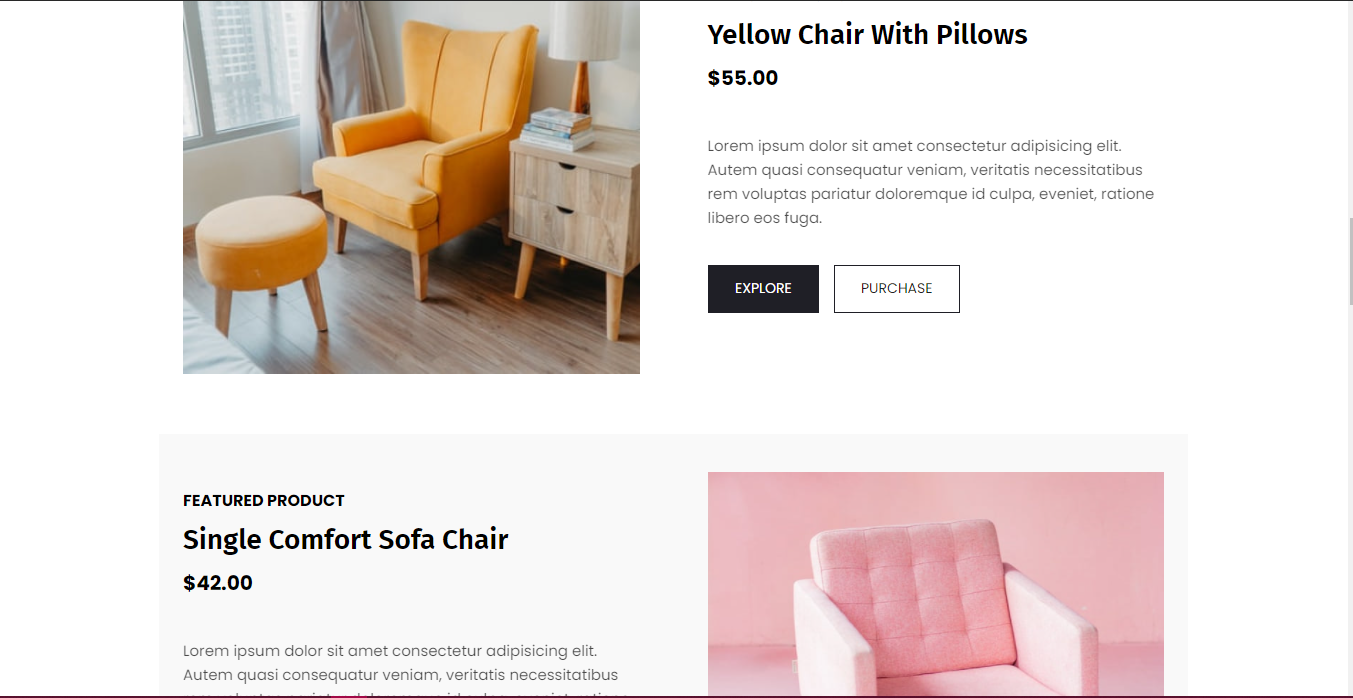 Yellow Chair With Pillows
$55.00
Lorem ipsum dolor sit amet consectetur adipisicing elit.
Autem quasi consequatur veniam, veritatis necessitatibus
rem voluptas pariatur doloremque id culpa, eveniet, ratione
libero eos fuga.
EXPLORE
PURCHASE
FEATURED PRODUCT
Single Comfort Sofa Chair
$42.00
Lorem ipsum dolor sit amet consectetur adipisicing elit.
Autem quasi consequatur veniam, veritatis necessitatibus